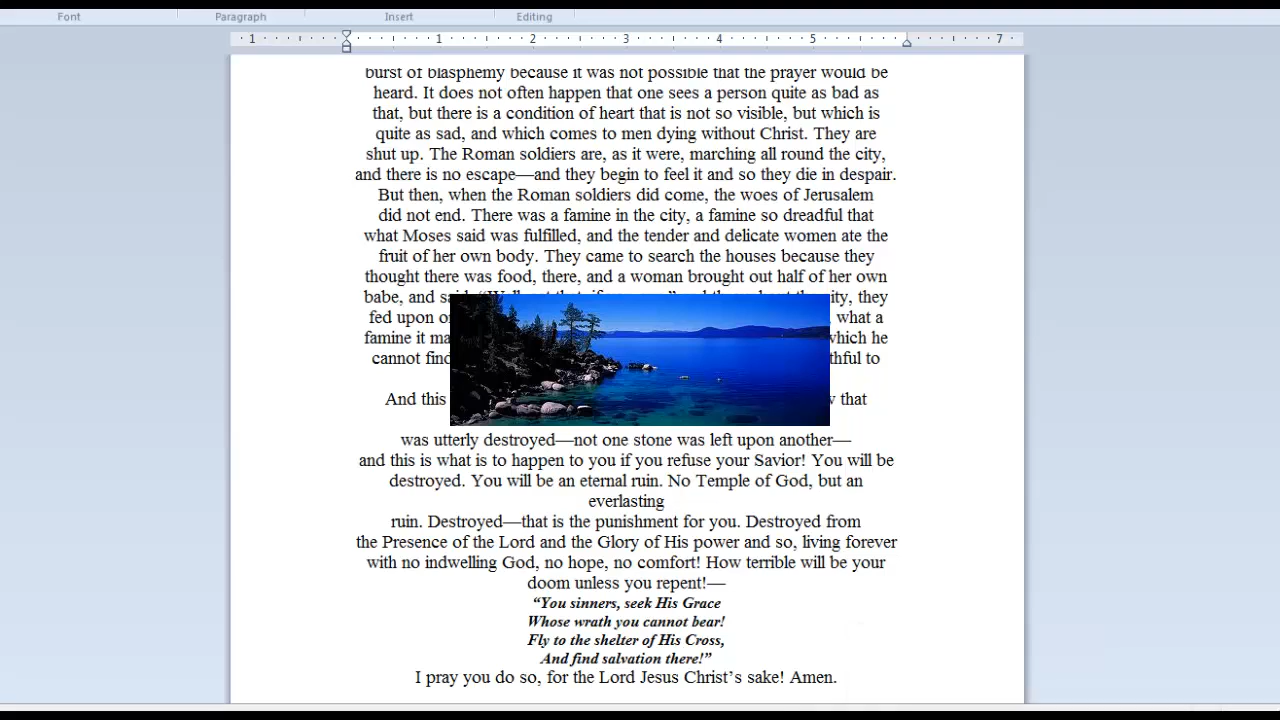 Font Paragraph Insert Editing
1 1 2 3 4 5 7
burst of blasphemy because it was not possible that the prayer would be
heard. It does not often happen that one sees a person quite as bad as
that, but there is a condition of heart that is not so visible, but which is
quite as sad, and which comes to men dying without Christ. They are
shut up. The Roman soldiers are, as it were, marching all round the city,
and there is no escape—and they begin to feel it and so they die in despair.
But then, when the Roman soldiers did come, the woes of Jerusalem
did not end. There was a famine in the city, a famine so dreadful that
what Moses said was fulfilled, and the tender and delicate women ate the
fruit of her own body. They came to search the houses because they
thought there was food, there, and a woman brought out half of her own
babe, and city, they
fed upon what a
famine it which he
cannot find to
And this that
was utterly destroyed—not one stone was left upon another—
and this is what is to happen to you if you refuse your Savior! You will be
destroyed. You will be an eternal ruin. No Temple of God, but an
everlasting
ruin. Destroyed—that is the punishment for you. Destroyed from
the Presence of the Lord and the Glory of His power and so, living forever
with no indwelling God, no hope, no comfort! How terrible will be your
doom unless you repent!—
“You sinners, seek His Grace
Whose wrath you cannot bear!
Fly to the shelter of His Cross,
And find salvation there!”
I pray you do so, for the Lord Jesus Christ’s sake! Amen.